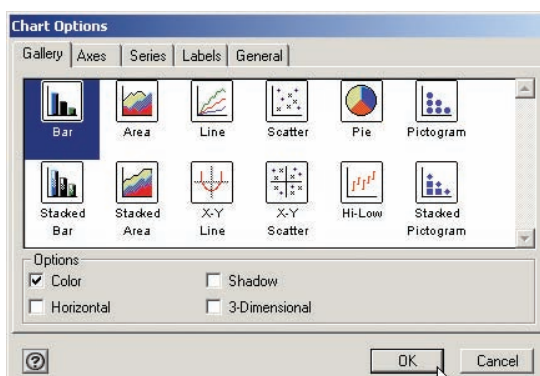 Chart Options
Gallery Axes Series Labels General
Bar Area Line Scatter Pie Pictogram
Stacked Bar Stacked Area X-Y Line X-Y Scatter Hi-Low Stacked Pictogram
Options
Color Shadow
Horizontal 3-Dimensional
? OK Cancel